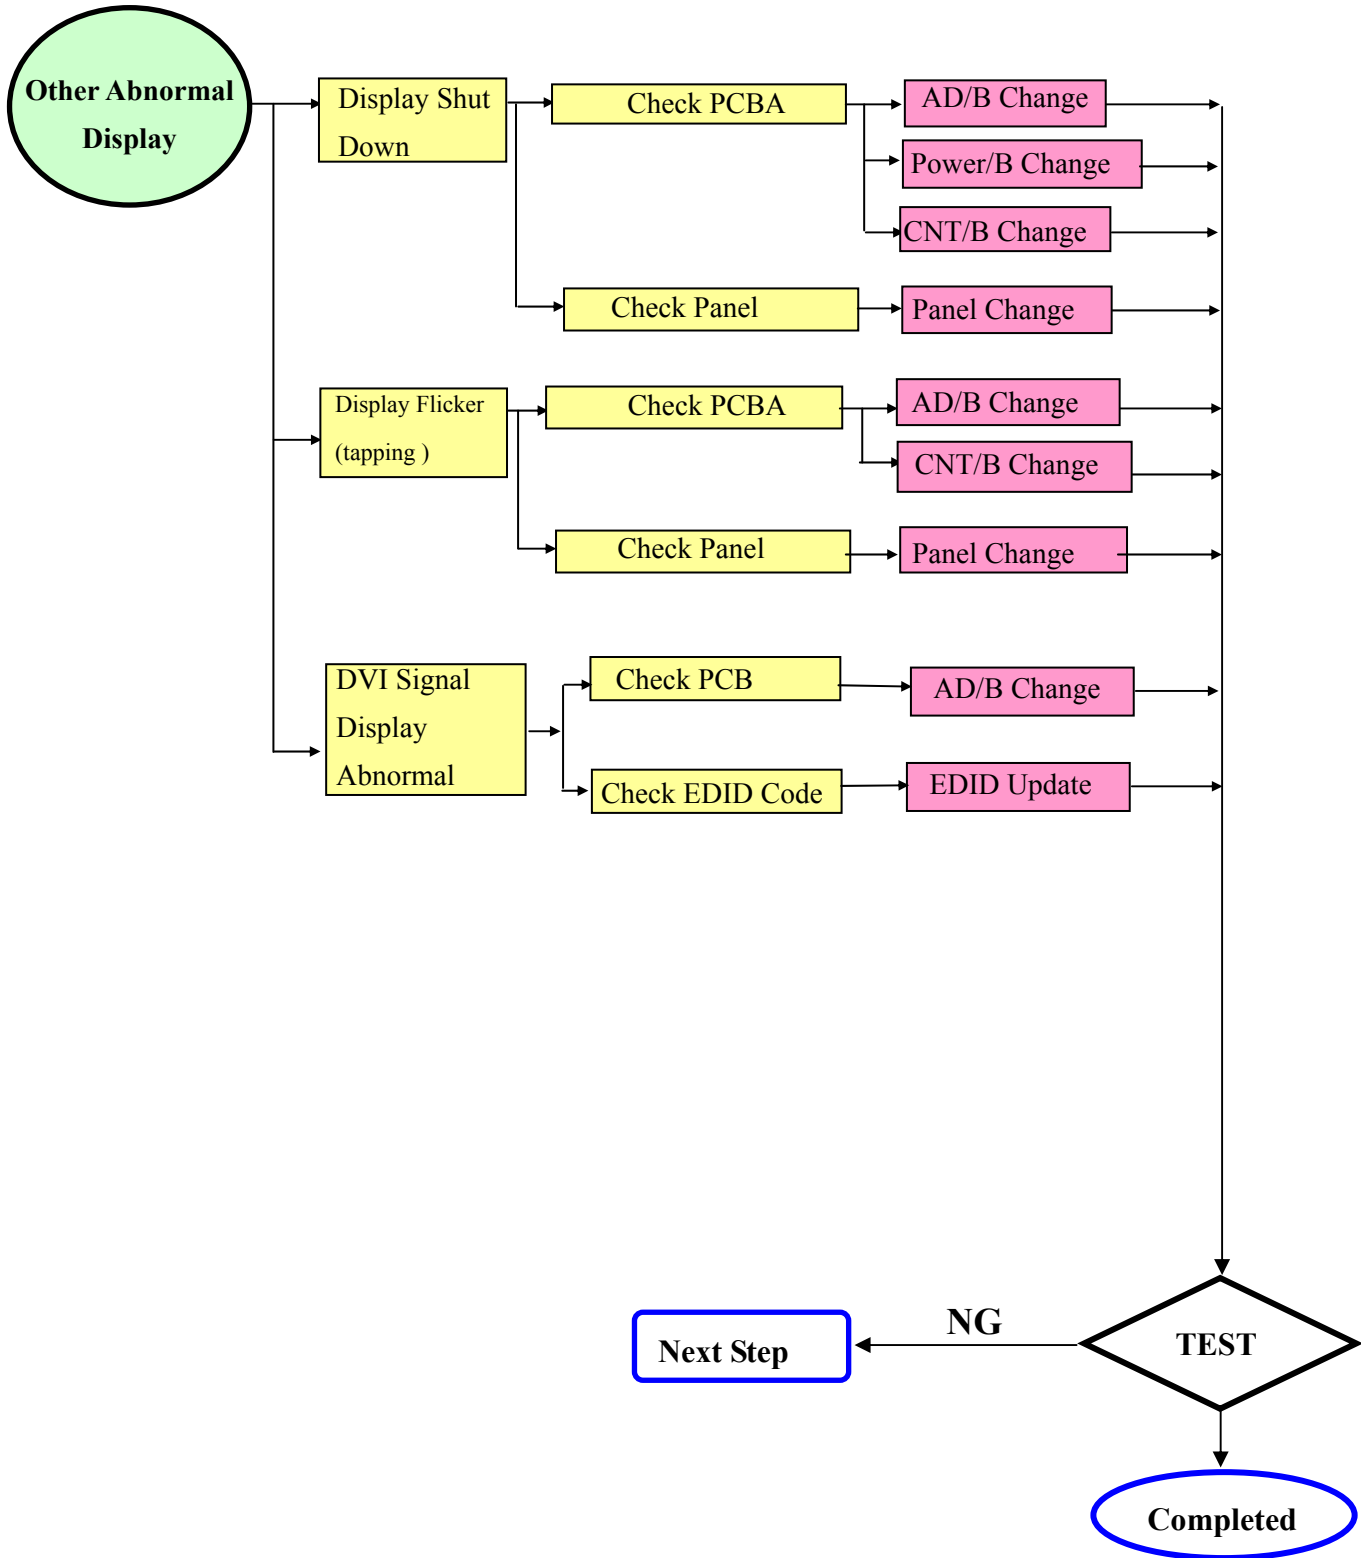 Other Abnormal
Display
Display Shut
Down
Check PCBA
AD/B Change
Power/B Change
CNT/B Change
Check Panel
Panel Change
Display Flicker
(tapping )
Check PCBA
AD/B Change
CNT/B Change
Check Panel
Panel Change
DVI Signal
Display
Abnormal
Check PCB
AD/B Change
Check EDID Code
EDID Update
NG
Next Step
TEST
Completed